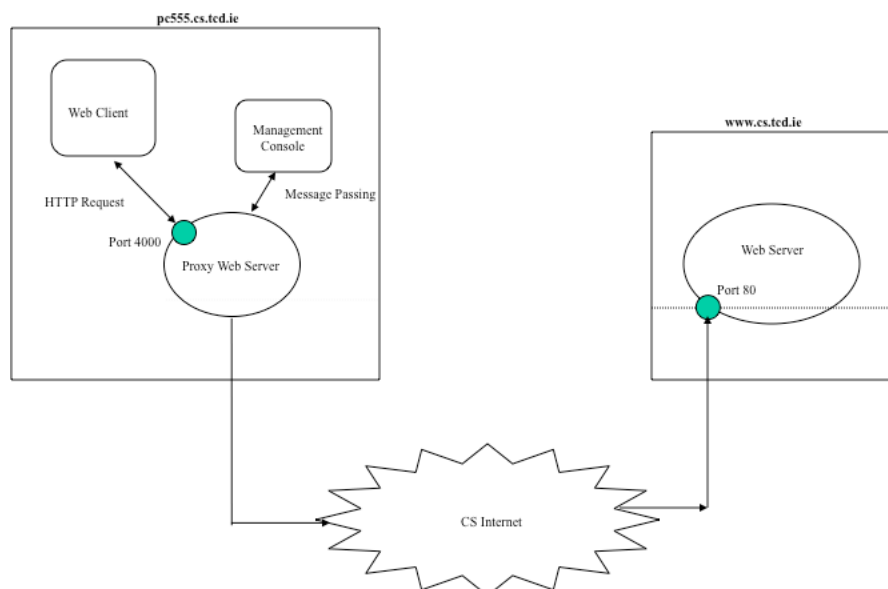 pc555.cs.tcd.ie
Web Client
Management
Console
www.cs.tcd.ie
HTTP Request
Message Passing
Port 4000
Proxy Web Server
Web Server
Port 80
CS Internet